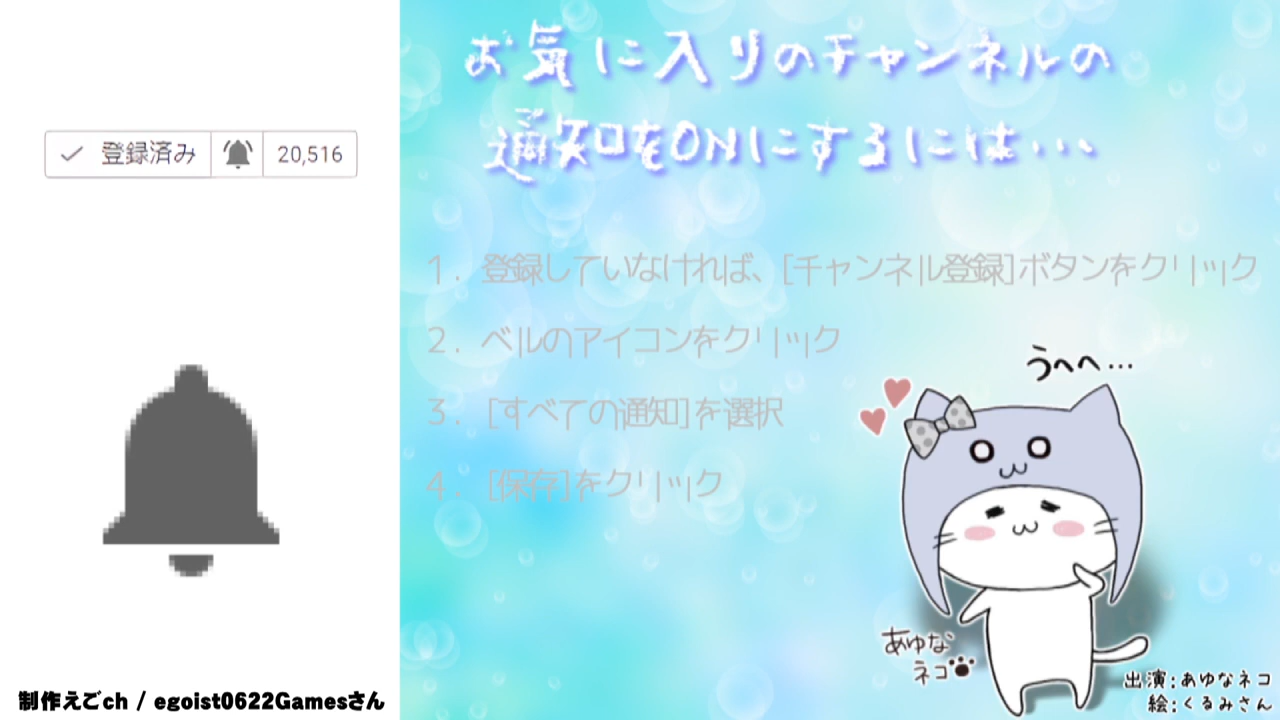 お気に入りのチャンネルの
通知をONにするには・・・
登録済み 20,516
1. 登録していなければ、[チャンネル登録]ボタンをクリック
2. ベルのアイコンをクリック
3. [すべての通知]を選択
4. [保存]をクリック
うへへ…
あゆな
ネコ
出演:あゆなネコ
絵:くるみさん
制作えごch / egoist0622Gamesさん